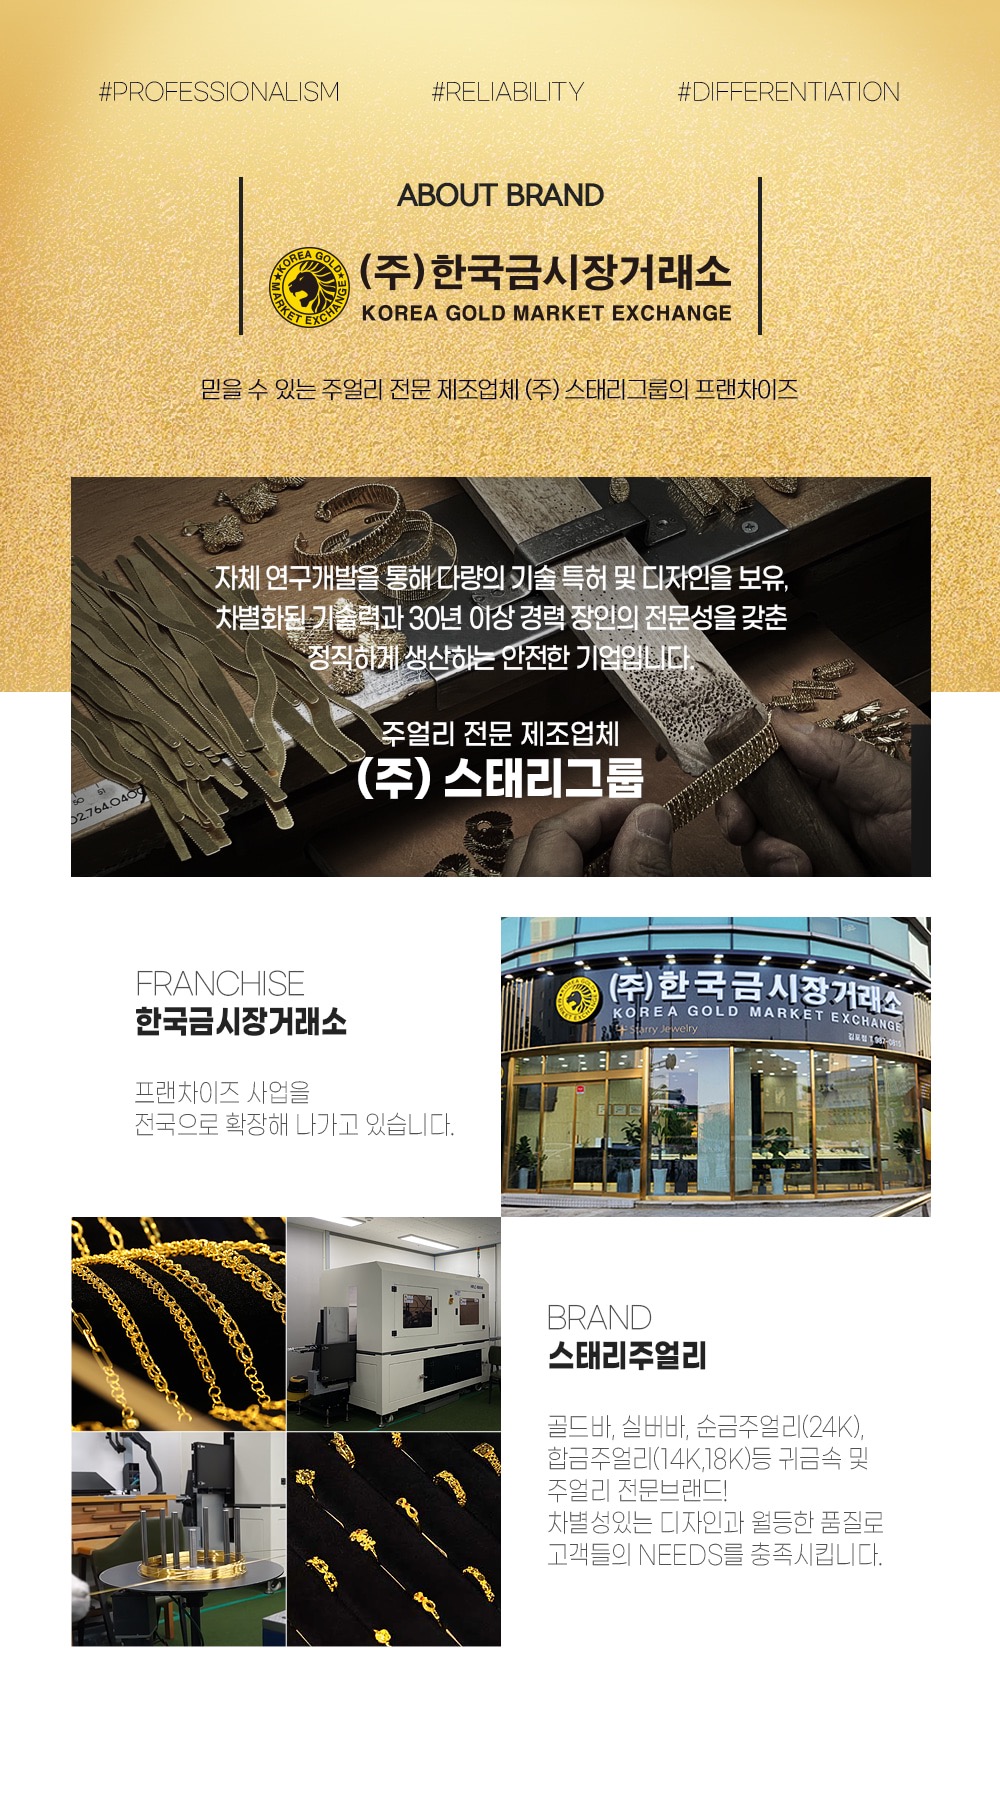 #PROFESSIONALISM #RELIABILITY #DIFFERENTIATION
ABOUT BRAND
KOREA GOLD MARKET EXCHANGE
(주)한국금시장거래소
KOREA GOLD MARKET EXCHANGE
믿을 수 있는 주얼리 전문 제조업체 (주) 스태리그룹의 프랜차이즈
자체 연구개발을 통해 다량의 기술 특허 및 디자인을 보유,
차별화된 기술력과 30년 이상 경력 장인의 전문성을 갖춘
정직하게 생산하는 안전한 기업입니다.
주얼리 전문 제조업체
(주) 스태리그룹
FRANCHISE
한국금시장거래소
프랜차이즈 사업을
전국으로 확장해 나가고 있습니다.
(주)한국금시장거래소
KOREA GOLD MARKET EXCHANGE
Starry Jewelry
BRAND
스태리주얼리
골드바, 실버바, 순금주얼리(24K),
합금주얼리(14K,18K)등 귀금속 및
주얼리 전문브랜드!
차별성있는 디자인과 월등한 품질로
고객들의 NEEDS를 충족시킵니다.